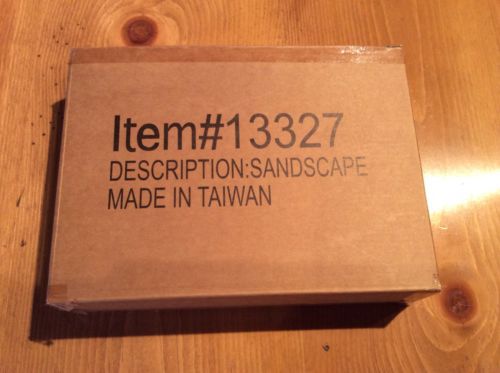 Item#13327
DESCRIPTION:SANDSCAPE
MADE IN TAIWAN